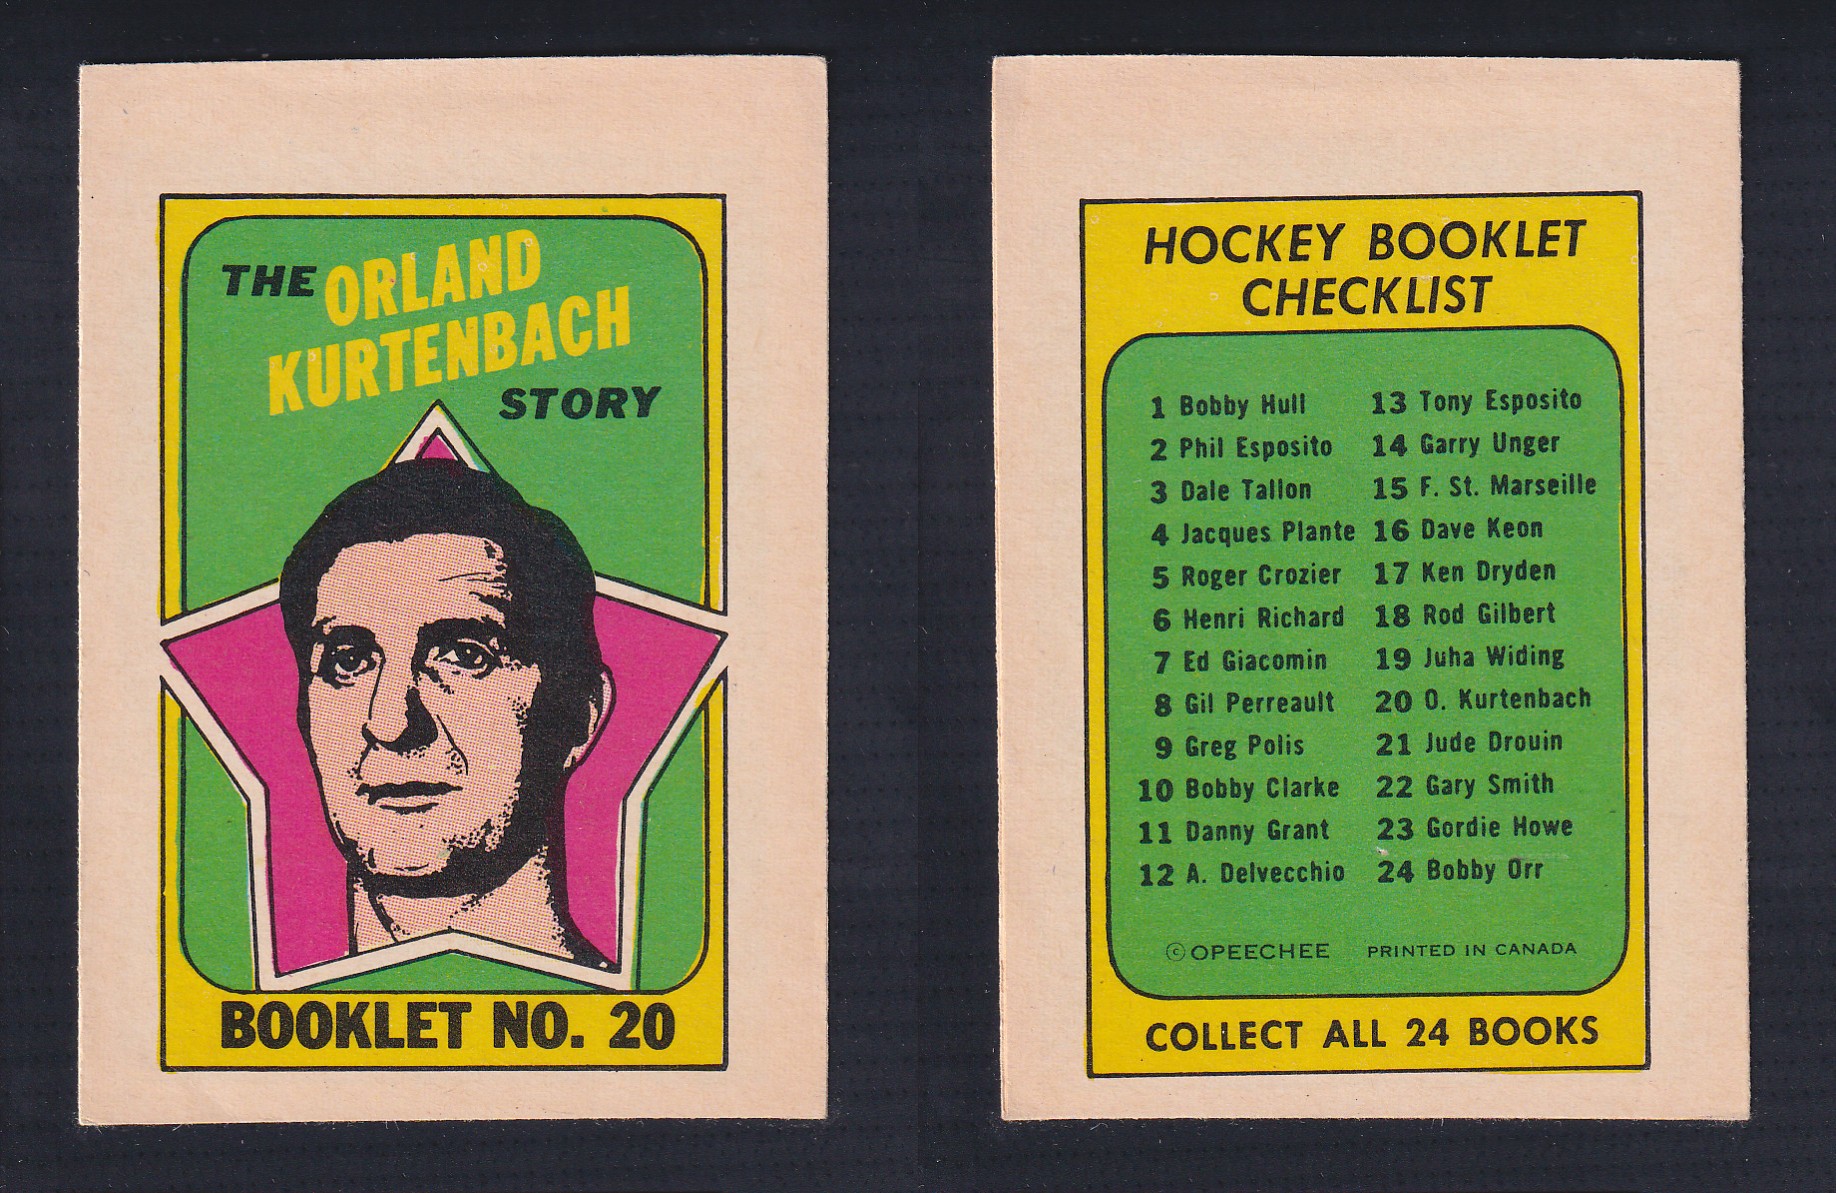 THE ORLAND
KURTENBACH
STORY
BOOKLET NO. 20
HOCKEY BOOKLET
CHECKLIST
1 Bobby Hull
2 Phil Esposito
3 Dale Tallon
4 Jacques Plante
5 Roger Crozier
6 Henri Richard
7 Ed Giacomin
8 Gil Perreault
9 Greg Polis
10 Bobby Clarke
11 Danny Grant
12 A. Delvecchio
13 Tony Esposito
14 Garry Unger
15 F. St. Marseille
16 Dave Keon
17 Ken Dryden
18 Rod Gilbert
19 Juha Widing
20 O. Kurtenbach
21 Jude Drouin
22 Gary Smith
23 Gordie Howe
24 Bobby Orr
©OPEECHEE PRINTED IN CANADA
COLLECT ALL 24 BOOKS